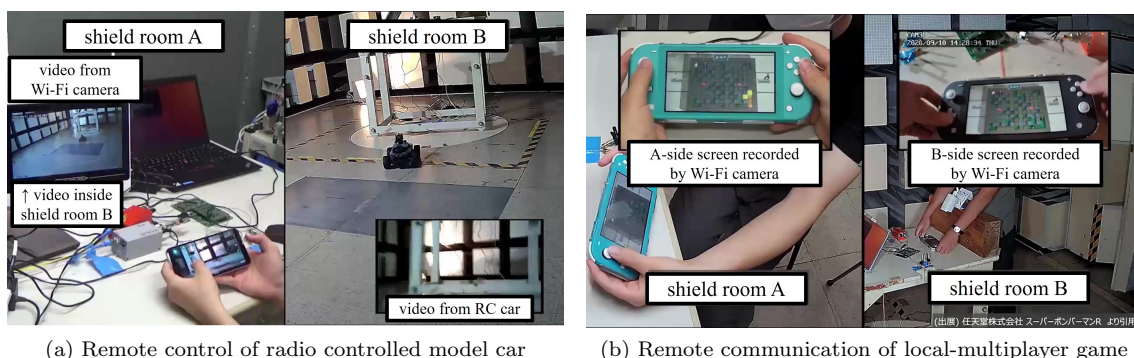 shield room A
shield room B
video from
Wi-Fi camera
↑ video inside
shield room B
video from RC car
(a) Remote control of radio controlled model car
CAM3
2020/09/10 14:28:34 THU
A-side screen recorded
by Wi-Fi camera
B-side screen recorded
by Wi-Fi camera
shield room A
shield room B
(出展) 任天堂株式会社 スーパーボンバーマンR より引用
(b) Remote communication of local-multiplayer game